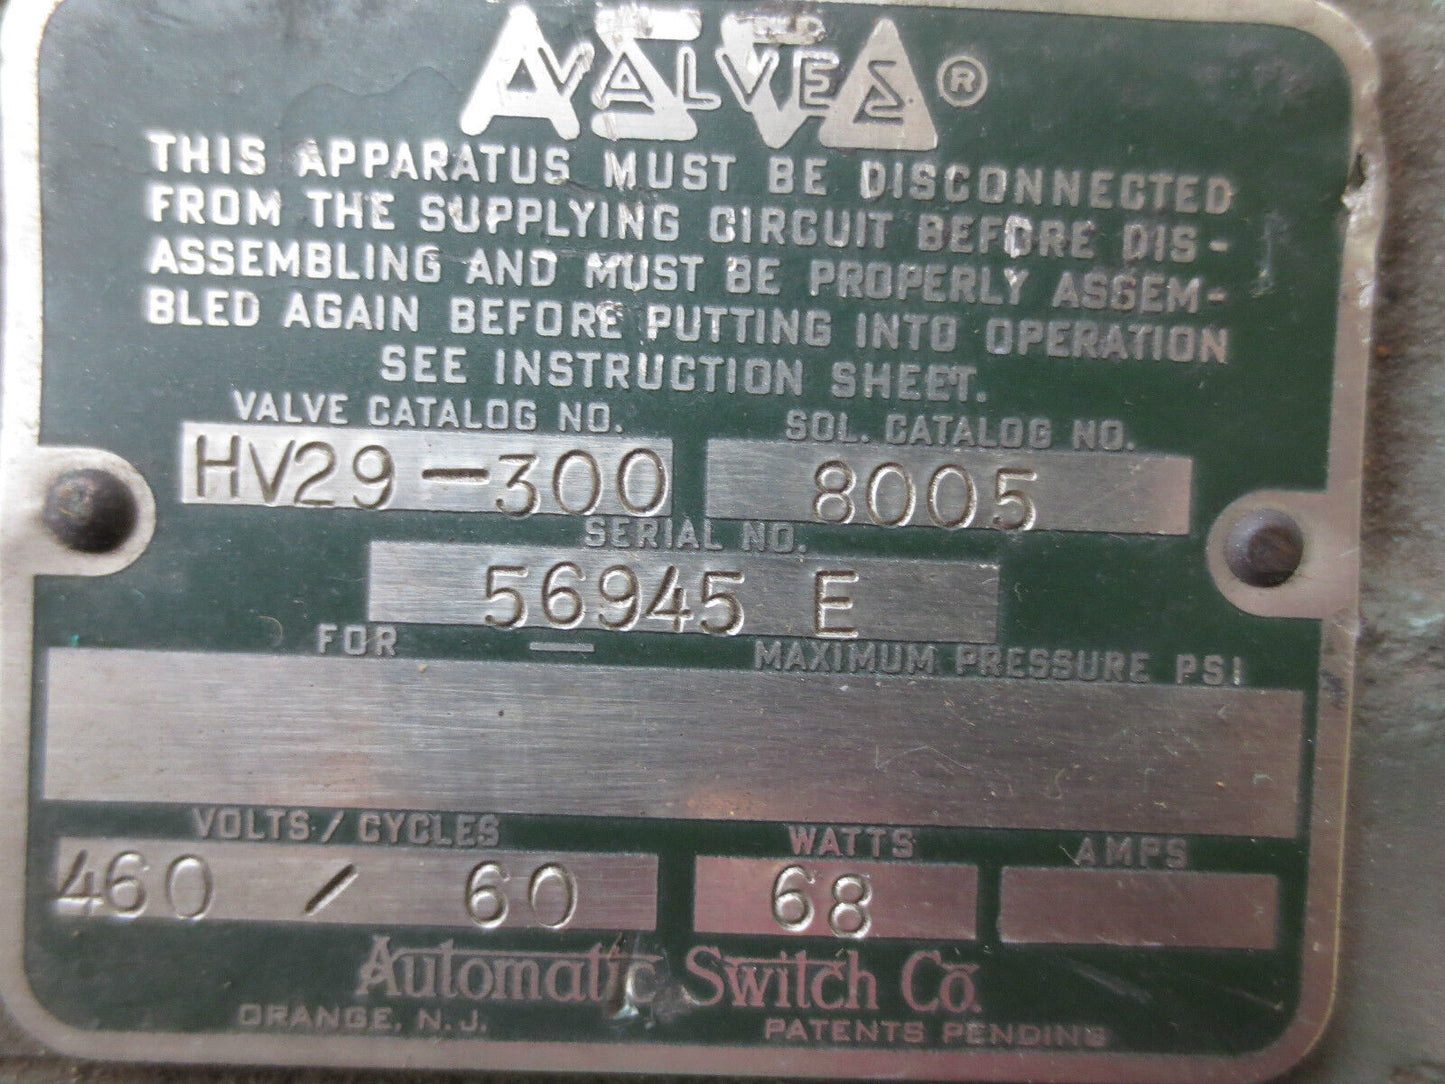 ASCO VALVES ®
THIS APPARATUS MUST BE DISCONNECTED
FROM THE SUPPLYING CIRCUIT BEFORE DIS-
ASSEMBLING AND MUST BE PROPERLY ASSEM-
BLED AGAIN BEFORE PUTTING INTO OPERATION
SEE INSTRUCTION SHEET.
VALVE CATALOG NO. SOL. CATALOG NO.
HV29-300 8005
SERIAL NO.
56945 E
FOR — MAXIMUM PRESSURE PSI
VOLTS / CYCLES WATTS AMPS
460 / 60 68
Automatic Switch Co.
ORANGE, N.J. PATENTS PENDING